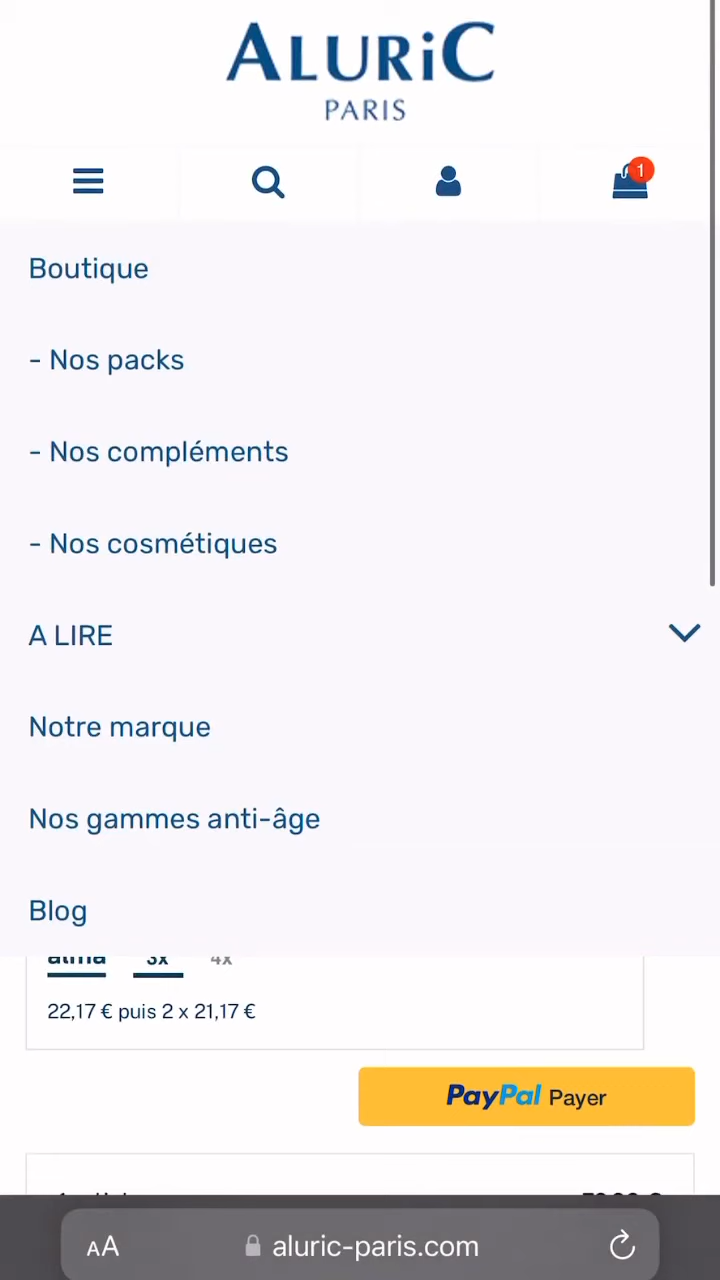 ALURiC
PARIS
1
Boutique
- Nos packs
- Nos compléments
- Nos cosmétiques
A LIRE
Notre marque
Nos gammes anti-âge
Blog
alma 3x 4x
22,17 € puis 2 x 21,17 €
PayPal Payer
AA aluric-paris.com